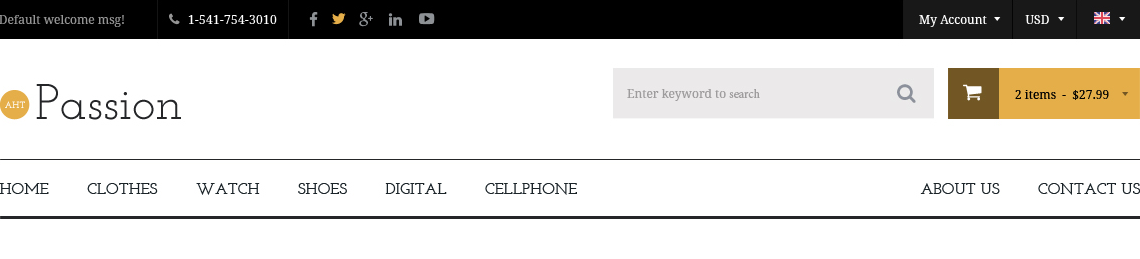 Default welcome msg! 1-541-754-3010 My Account USD
AHT Passion Enter keyword to search 2 items - $27.99
HOME CLOTHES WATCH SHOES DIGITAL CELLPHONE ABOUT US CONTACT US